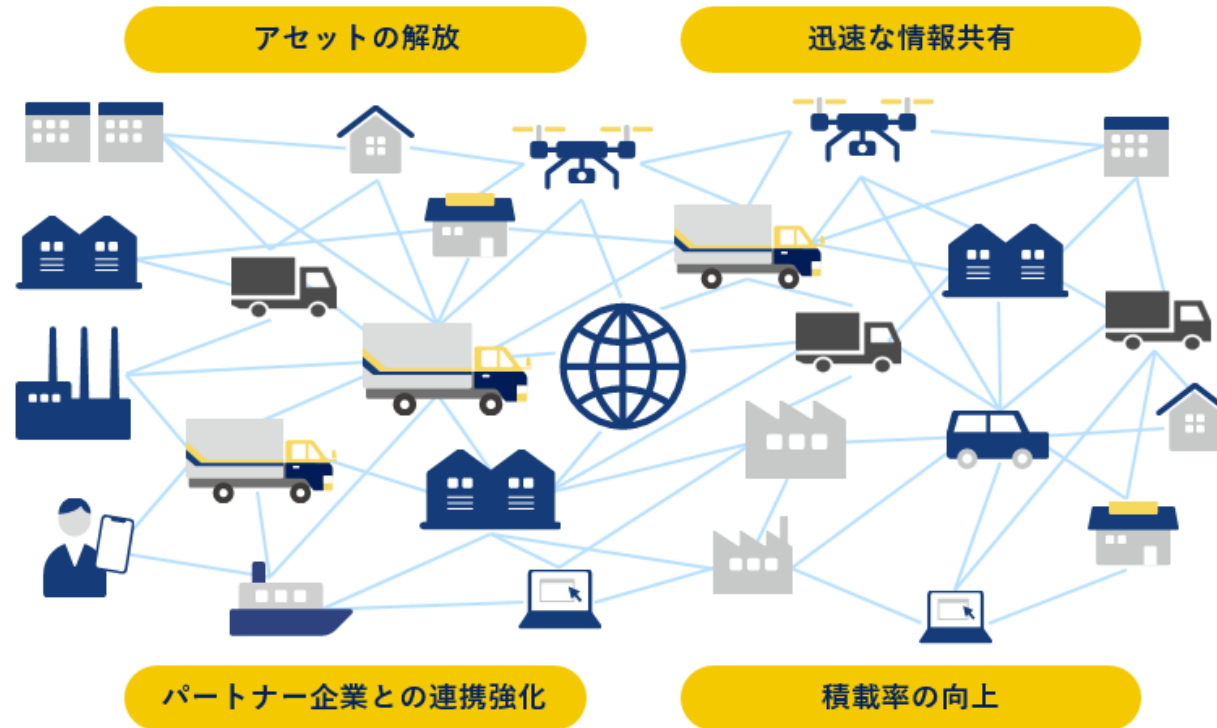 アセットの解放
迅速な情報共有
パートナー企業との連携強化
積載率の向上